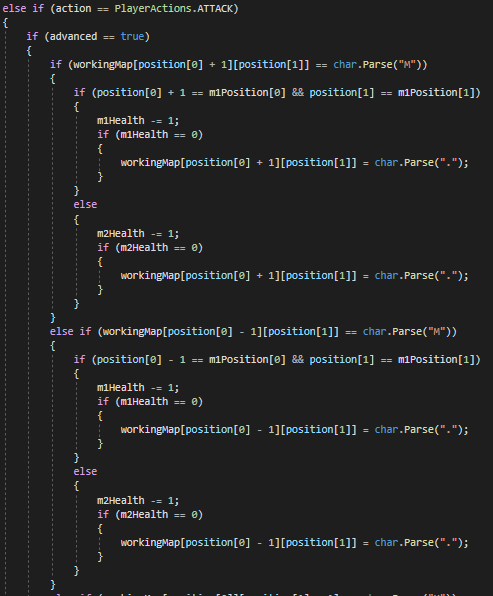 else if (action == PlayerActions.ATTACK)
{
if (advanced == true)
{
if (workingMap[position[0] + 1][position[1]] == char.Parse("M"))
{
if (position[0] + 1 == m1Position[0] && position[1] == m1Position[1])
{
m1Health -= 1;
if (m1Health == 0)
{
workingMap[position[0] + 1][position[1]] = char.Parse(".");
}
}
else
{
m2Health -= 1;
if (m2Health == 0)
{
workingMap[position[0] + 1][position[1]] = char.Parse(".");
}
}
}
else if (workingMap[position[0] - 1][position[1]] == char.Parse("M"))
{
if (position[0] - 1 == m1Position[0] && position[1] == m1Position[1])
{
m1Health -= 1;
if (m1Health == 0)
{
workingMap[position[0] - 1][position[1]] = char.Parse(".");
}
}
else
{
m2Health -= 1;
if (m2Health == 0)
{
workingMap[position[0] - 1][position[1]] = char.Parse(".");
}
}
}